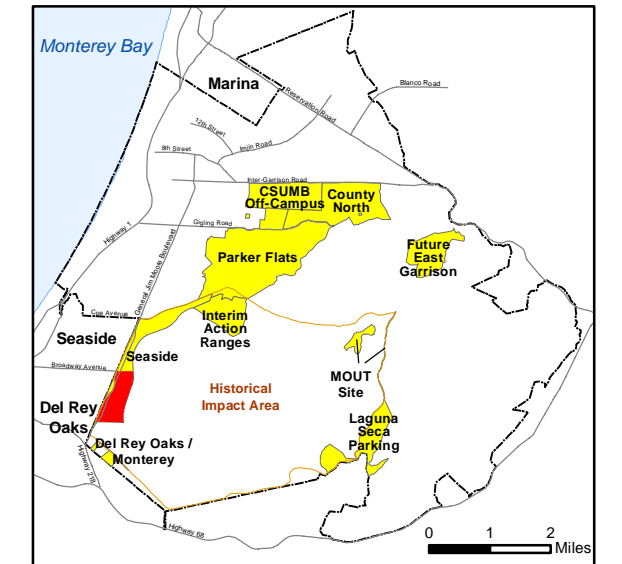 Monterey Bay
Marina
Blanco Road
Reservation Road
12th Street
Imjin Road
8th Street
Inter-Garrison Road
CSUMB
Off-Campus
County
North
Gigling Road
Highway 1
General Jim Moore Boulevard
Parker Flats
Future
East
Garrison
Coe Avenue
Interim
Action
Ranges
Seaside
Seaside
Broadway Avenue
MOUT
Site
Historical
Impact Area
Del Rey
Oaks
Laguna
Seca
Parking
Del Rey Oaks /
Monterey
Highway 218
Highway 68
0 1 2
Miles